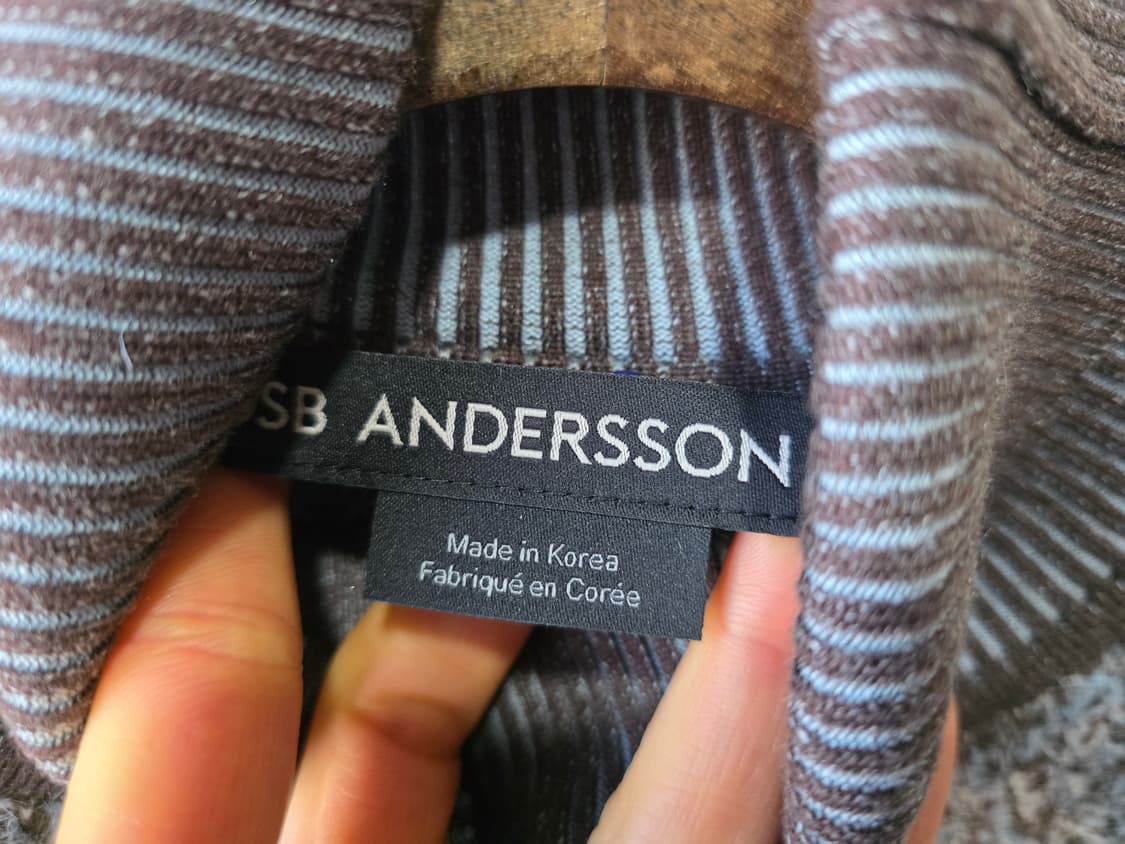 SB ANDERSSON
Made in Korea
Fabriqué en Corée